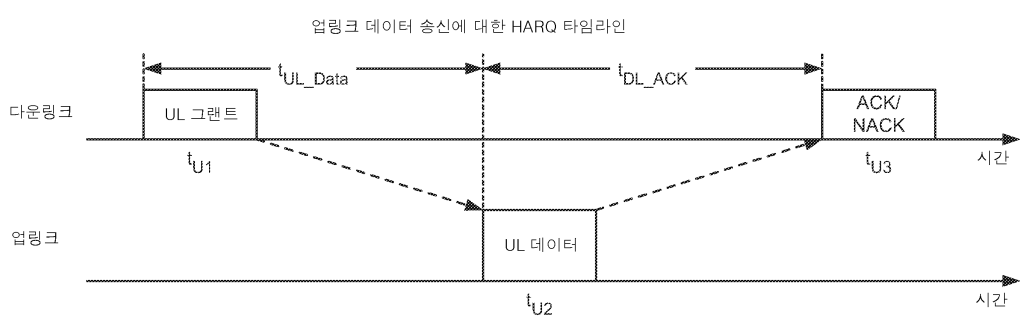 업링크 데이터 송신에 대한 HARQ 타임라인
tUL_Data
tDL_ACK
다운링크
UL 그랜트
ACK/
NACK
tU1
tU3
시간
업링크
UL 데이터
tU2
시간